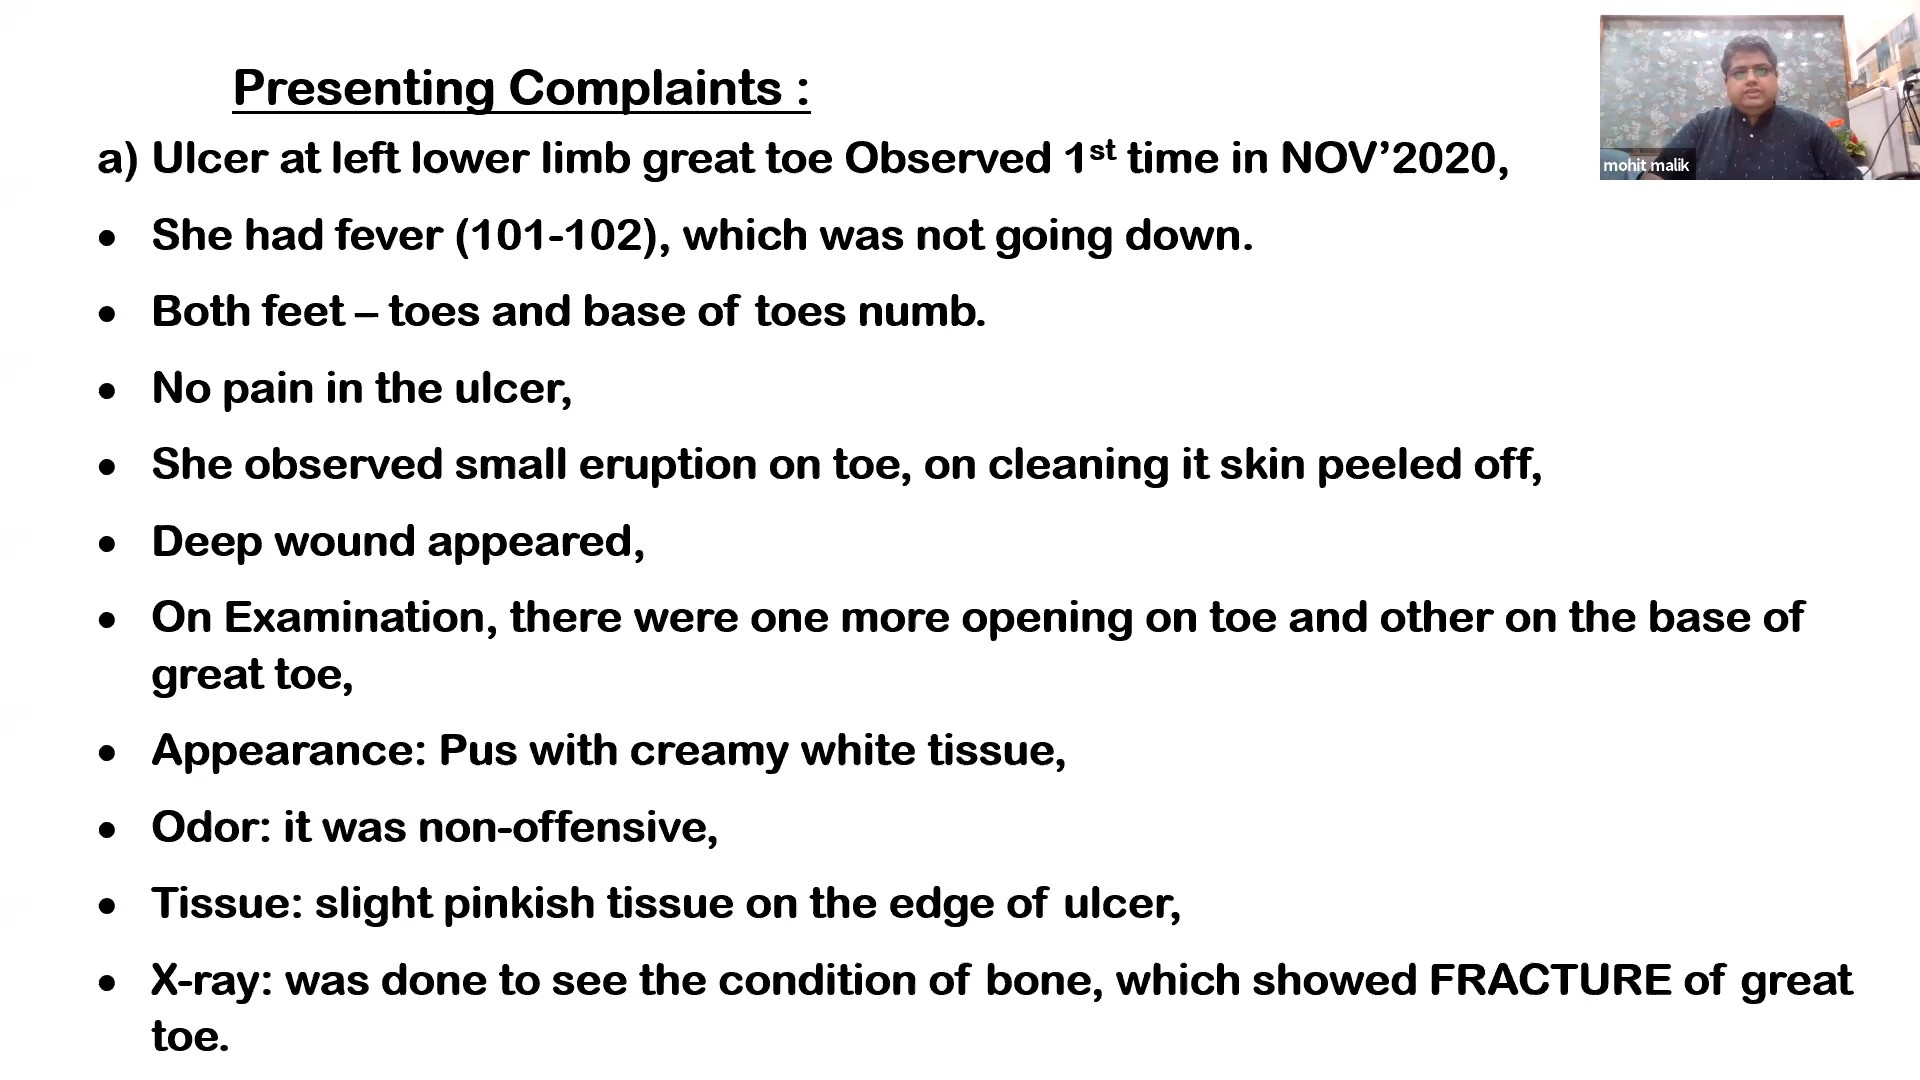 Presenting Complaints :
mohit malik
a) Ulcer at left lower limb great toe Observed 1st time in NOV’2020,
• She had fever (101-102), which was not going down.
• Both feet – toes and base of toes numb.
• No pain in the ulcer,
• She observed small eruption on toe, on cleaning it skin peeled off,
• Deep wound appeared,
• On Examination, there were one more opening on toe and other on the base of
great toe,
• Appearance: Pus with creamy white tissue,
• Odor: it was non-offensive,
• Tissue: slight pinkish tissue on the edge of ulcer,
• X-ray: was done to see the condition of bone, which showed FRACTURE of great
toe.